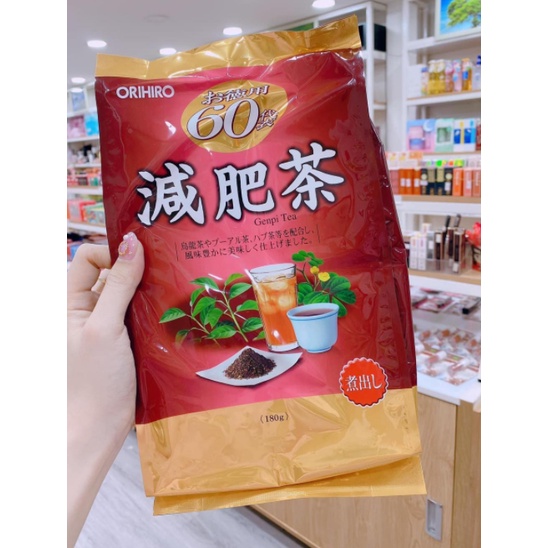 ORIHIRO
お徳用
60袋
減肥茶
Genpi Tea
烏龍茶やプーアル茶、ハブ茶等を配合し、
風味豊かに美味しく仕上げました。
煮出し
(180g)